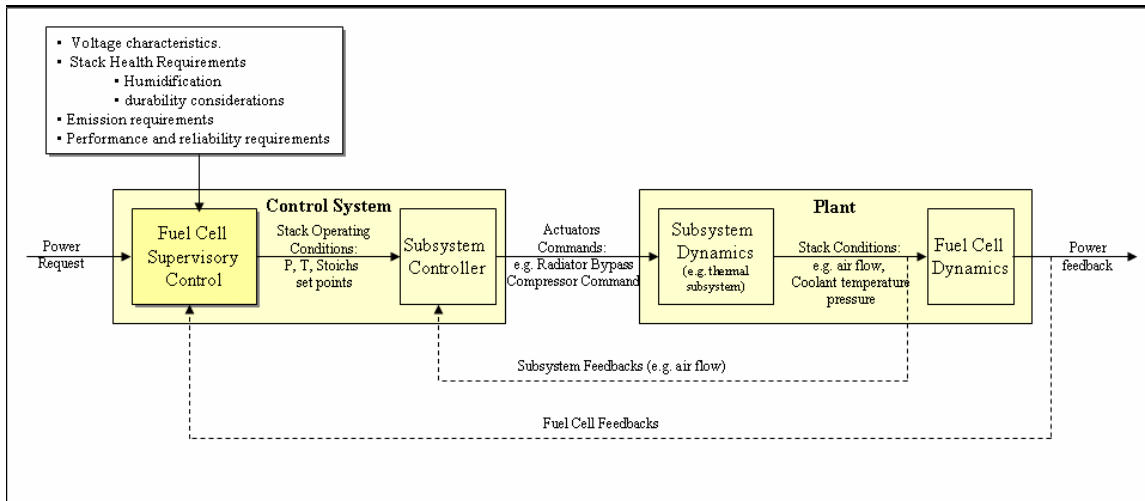 ▪ Voltage characteristics.
▪ Stack Health Requirements
▪ Humidification
▪ durability considerations
▪ Emission requirements
▪ Performance and reliability requirements
Control System
Plant
Power
Request
Fuel Cell
Supervisory
Control
Stack Operating
Conditions:
P, T, Stoichs
set points
Subsystem
Controller
Actuators
Commands:
e.g. Radiator Bypass
Compressor Command
Subsystem
Dynamics
(e.g. thermal
subsystem)
Stack Conditions:
e.g. air flow,
Coolant temperature
pressure
Fuel Cell
Dynamics
Power
feedback
Subsystem Feedbacks (e.g. air flow)
Fuel Cell Feedbacks